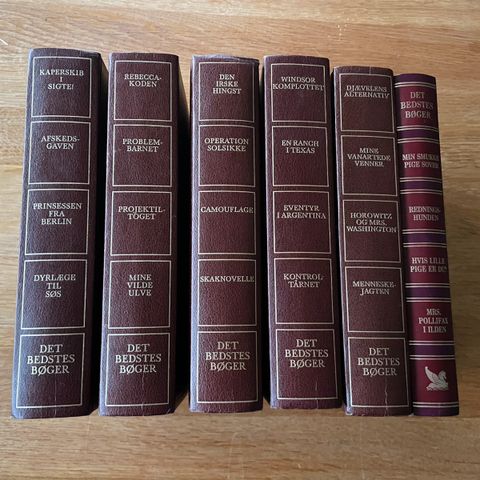 KAPERSKIB
I
SIGTE!
AFSKEDS-
GAVEN
PRINSESSEN
FRA
BERLIN
DYRLÆGE
TIL
SØS
DET
BEDSTES
BØGER
REBECCA-
KODEN
PROBLEM-
BARNET
PROJEKTIL-
TOGET
MINE
VILDE
ULVE
DET
BEDSTES
BØGER
DEN
IRSKE
HINGST
OPERATION
SOLSIKKE
CAMOUFLAGE
SKAKNOVELLE
DET
BEDSTES
BØGER
WINDSOR
KOMPLOTTET
EN RANCH
I TEXAS
EVENTYR
I ARGENTINA
KONTROL-
TÅRNET
DET
BEDSTES
BØGER
DJÆVELENS
ALTERNATIV
MINE
VANARTEDE
VENNER
HOROWITZ
OG MRS.
WASHINGTON
MENNESKE-
JAGTEN
DET
BEDSTES
BØGER
DET
BEDSTES
BØGER
MIN SMUKKE
PIGE SOVER
REDNINGS-
HUNDEN
HVIS LILLE
PIGE ER DU?
MRS.
POLLIFAX
I ILDEN